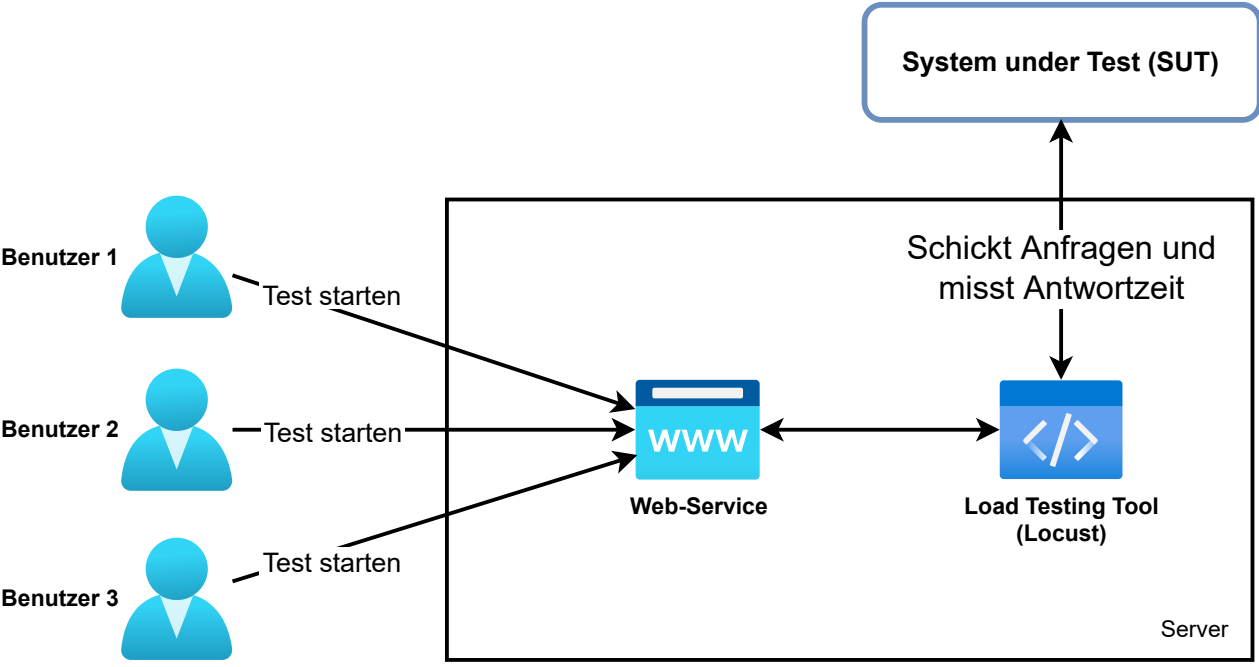 System under Test (SUT)
Benutzer 1
Test starten
Schickt Anfragen und
misst Antwortzeit
Benutzer 2
Test starten
www
Web-Service
Load Testing Tool
(Locust)
Benutzer 3
Test starten
Server